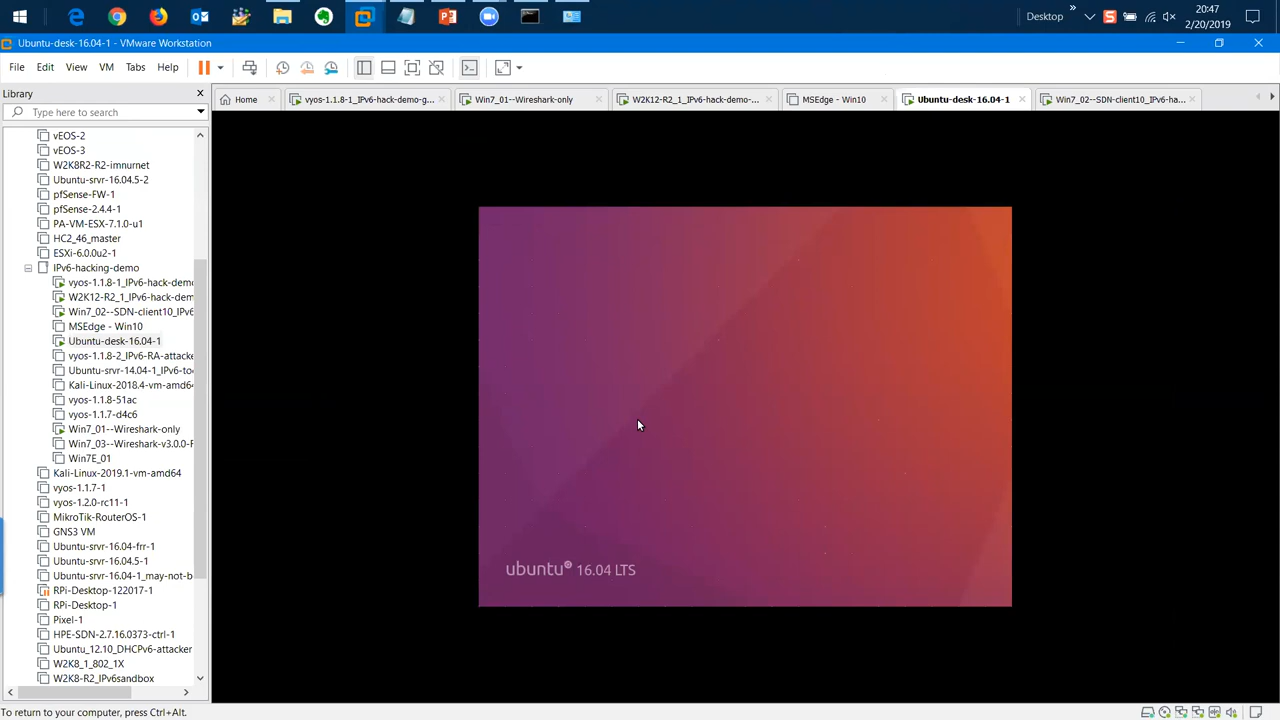 Desktop
»
20:47
2/20/2019
Ubuntu-desk-16.04-1 - VMware Workstation
File Edit View VM Tabs Help
Library
Type here to search
Home
vyos-1.1.8-1_IPv6-hack-demo-g...
Win7_01--Wireshark-only
W2K12-R2_1_IPv6-hack-demo-...
MSEdge - Win10
Ubuntu-desk-16.04-1
Win7_02--SDN-client10_IPv6-ha...
vEOS-2
vEOS-3
W2K8R2-R2-imnurnet
Ubuntu-srvr-16.04.5-2
pfSense-FW-1
pfSense-2.4.4-1
PA-VM-ESX-7.1.0-u1
HC2_46_master
ESXi-6.0.0u2-1
IPv6-hacking-demo
vyos-1.1.8-1_IPv6-hack-demo
W2K12-R2_1_IPv6-hack-dem
Win7_02--SDN-client10_IPv6
MSEdge - Win10
Ubuntu-desk-16.04-1
vyos-1.1.8-2_IPv6-RA-attacke
Ubuntu-srvr-14.04-1_IPv6-to
Kali-Linux-2018.4-vm-amd64
vyos-1.1.8-51ac
vyos-1.1.7-d4c6
Win7_01--Wireshark-only
Win7_03--Wireshark-v3.0.0-F
Win7E_01
Kali-Linux-2019.1-vm-amd64
vyos-1.1.7-1
vyos-1.2.0-rc11-1
MikroTik-RouterOS-1
GNS3 VM
Ubuntu-srvr-16.04-frr-1
Ubuntu-srvr-16.04.5-1
Ubuntu-srvr-16.04-1_may-not-b
RPi-Desktop-122017-1
RPi-Desktop-1
Pixel-1
HPE-SDN-2.7.16.0373-ctrl-1
Ubuntu_12.10_DHCPv6-attacker
W2K8_1_802_1X
W2K8-R2_IPv6sandbox
ubuntu® 16.04 LTS
To return to your computer, press Ctrl+Alt.